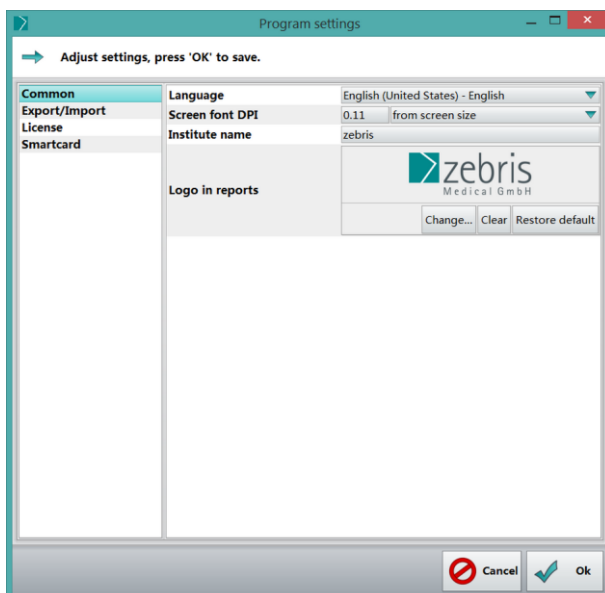 Program settings
Adjust settings, press 'OK' to save.
Common
Export/Import
License
Smartcard
Language
English (United States) - English
Screen font DPI
0.11
from screen size
Institute name
zebris
Logo in reports
zebris
Medical GmbH
Change... Clear Restore default
Cancel Ok